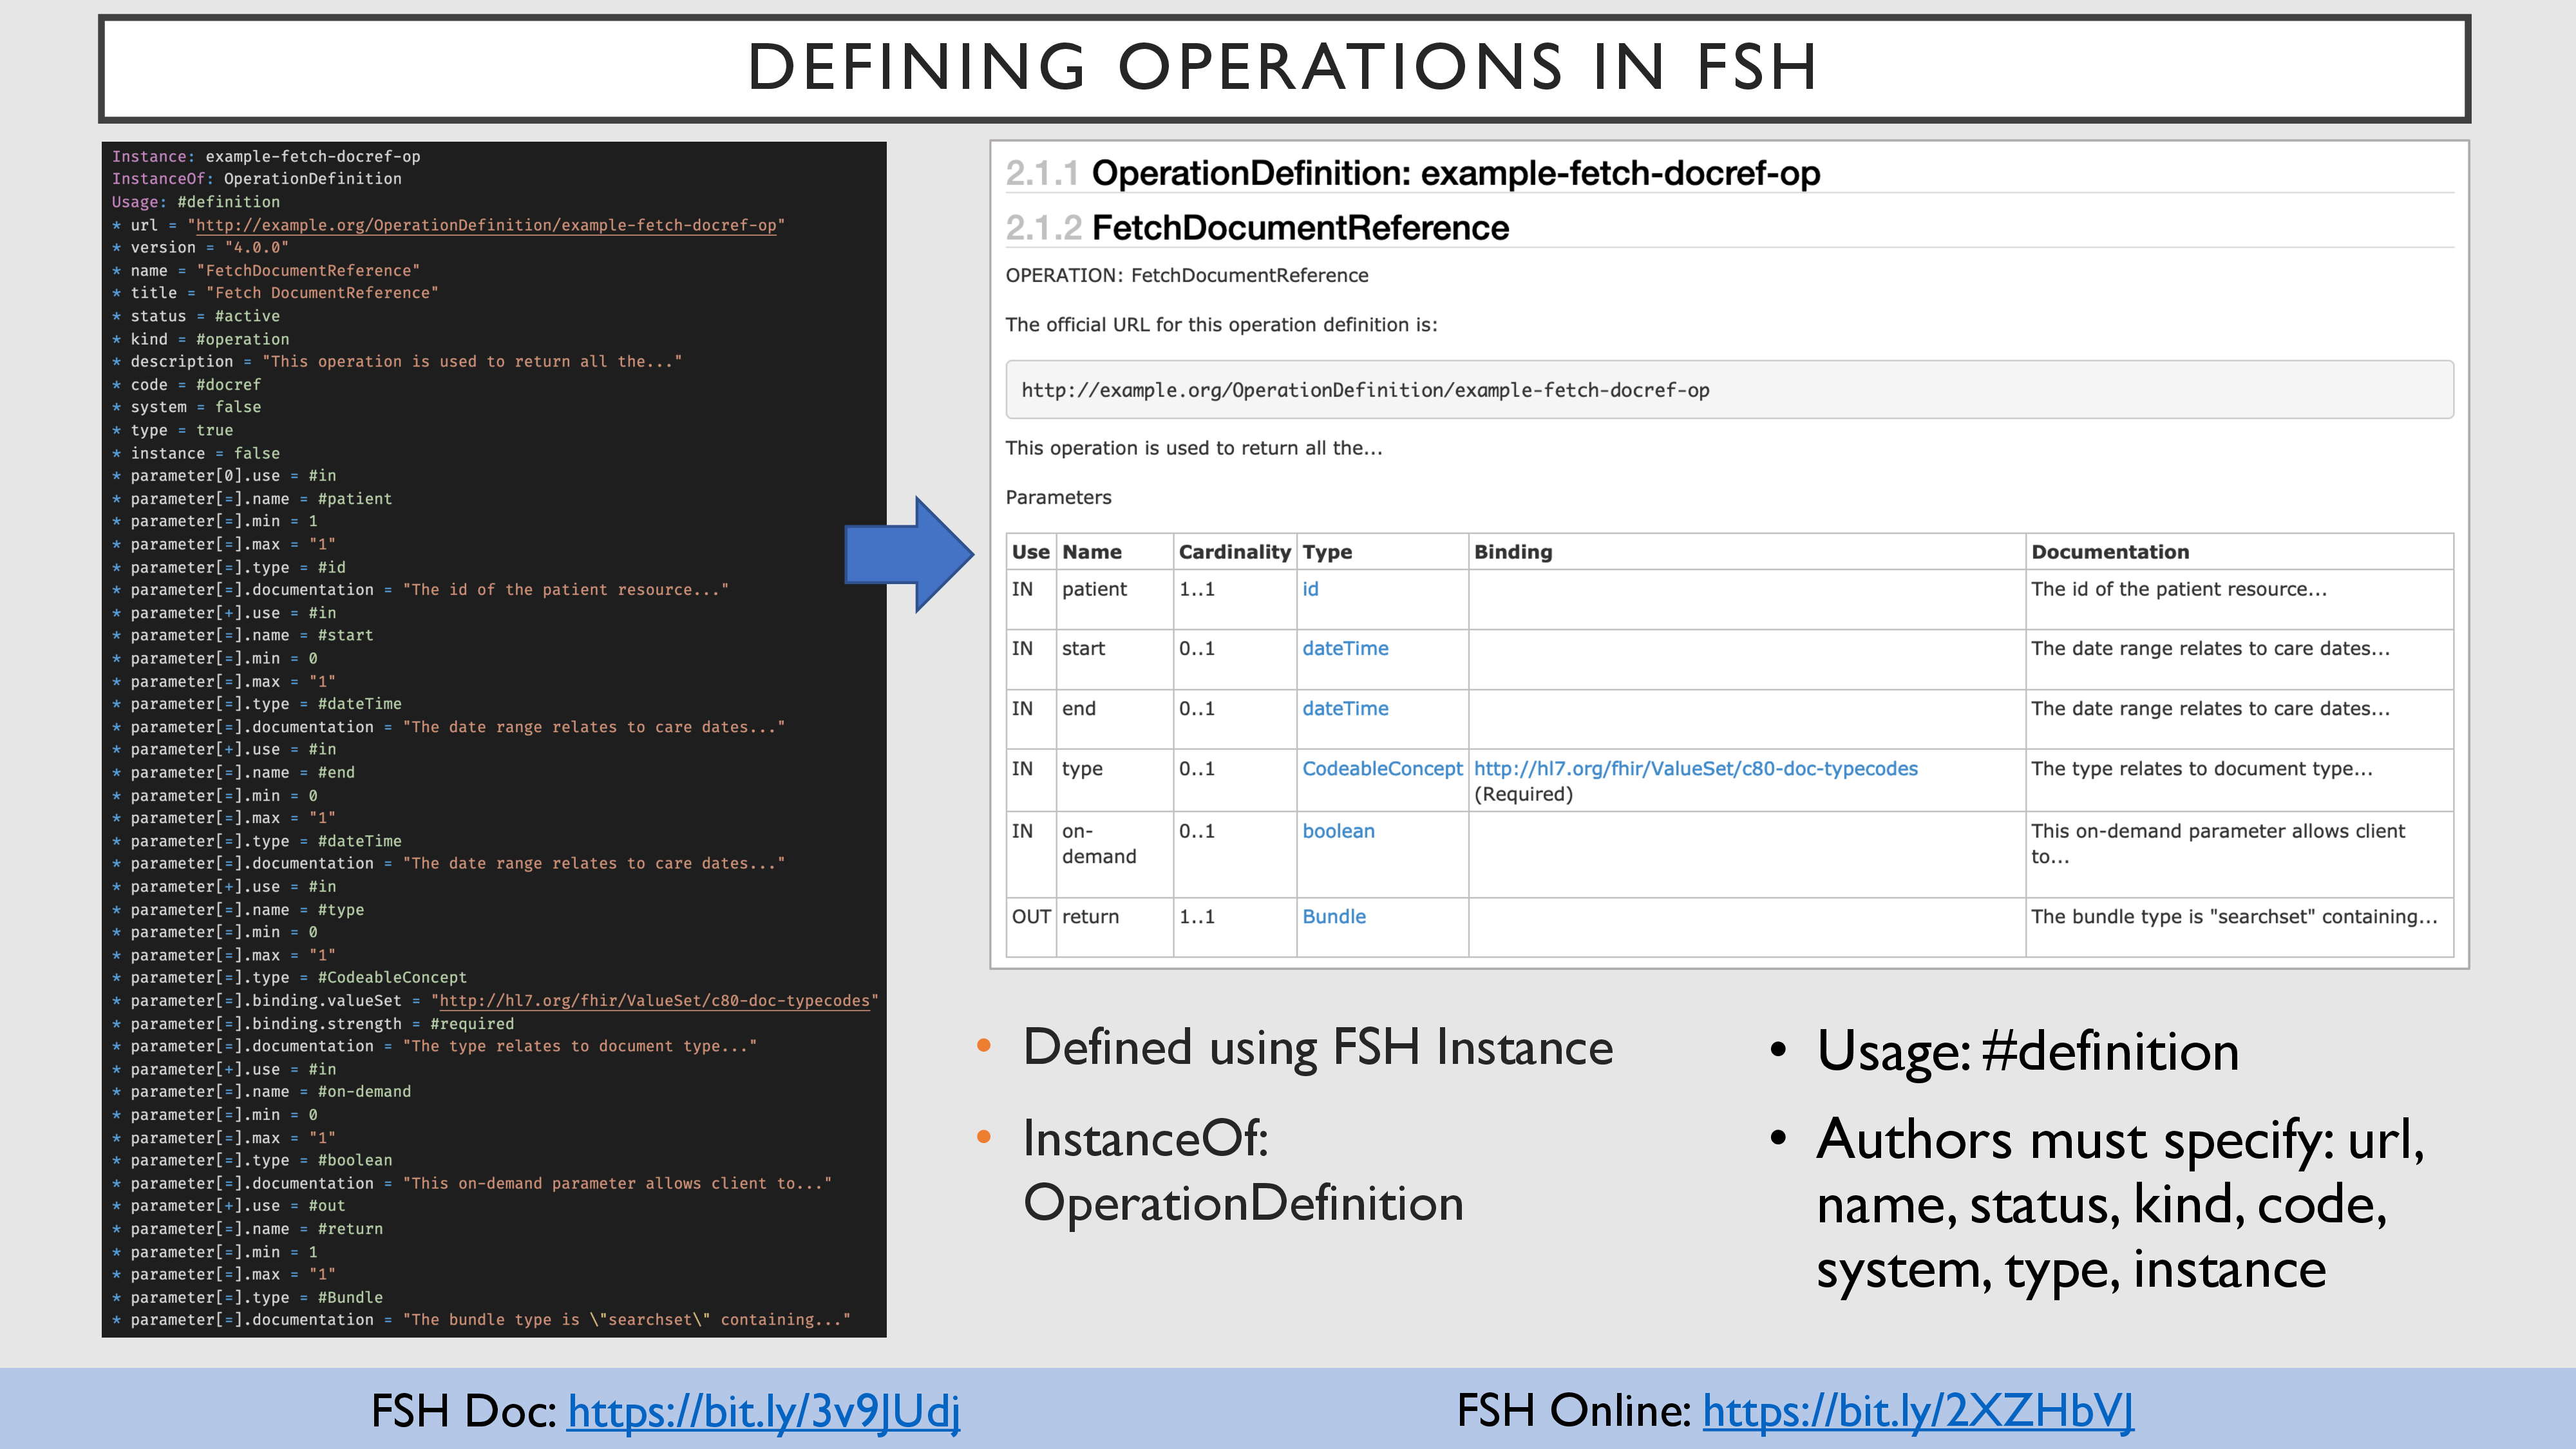 DEFINING OPERATIONS IN FSH
Instance: example-fetch-docref-op
InstanceOf: OperationDefinition
Usage: #definition
* url = "http://example.org/OperationDefinition/example-fetch-docref-op"
* version = "4.0.0"
* name = "FetchDocumentReference"
* title = "Fetch DocumentReference"
* status = #active
* kind = #operation
* description = "This operation is used to return all the..."
* code = #docref
* system = false
* type = true
* instance = false
* parameter[0].use = #in
* parameter[=].name = #patient
* parameter[=].min = 1
* parameter[=].max = "1"
* parameter[=].type = #id
* parameter[=].documentation = "The id of the patient resource..."
* parameter[+].use = #in
* parameter[=].name = #start
* parameter[=].min = 0
* parameter[=].max = "1"
* parameter[=].type = #dateTime
* parameter[=].documentation = "The date range relates to care dates..."
* parameter[+].use = #in
* parameter[=].name = #end
* parameter[=].min = 0
* parameter[=].max = "1"
* parameter[=].type = #dateTime
* parameter[=].documentation = "The date range relates to care dates..."
* parameter[+].use = #in
* parameter[=].name = #type
* parameter[=].min = 0
* parameter[=].max = "1"
* parameter[=].type = #CodeableConcept
* parameter[=].binding.valueSet = "http://hl7.org/fhir/ValueSet/c80-doc-typecodes"
* parameter[=].binding.strength = #required
* parameter[=].documentation = "The type relates to document type..."
* parameter[+].use = #in
* parameter[=].name = #on-demand
* parameter[=].min = 0
* parameter[=].max = "1"
* parameter[=].type = #boolean
* parameter[=].documentation = "This on-demand parameter allows client to..."
* parameter[+].use = #out
* parameter[=].name = #return
* parameter[=].min = 1
* parameter[=].max = "1"
* parameter[=].type = #Bundle
* parameter[=].documentation = "The bundle type is \"searchset\" containing..."
2.1.1 OperationDefinition: example-fetch-docref-op
2.1.2 FetchDocumentReference
OPERATION: FetchDocumentReference
The official URL for this operation definition is:
http://example.org/OperationDefinition/example-fetch-docref-op
This operation is used to return all the...
Parameters
Use Name Cardinality Type Binding Documentation
IN patient 1..1 id The id of the patient resource...
IN start 0..1 dateTime The date range relates to care dates...
IN end 0..1 dateTime The date range relates to care dates...
IN type 0..1 CodeableConcept http://hl7.org/fhir/ValueSet/c80-doc-typecodes The type relates to document type...
(Required)
IN on- 0..1 boolean This on-demand parameter allows client
demand to...
OUT return 1..1 Bundle The bundle type is "searchset" containing...
• Defined using FSH Instance
• InstanceOf:
OperationDefinition
• Usage: #definition
• Authors must specify: url,
name, status, kind, code,
system, type, instance
FSH Doc: https://bit.ly/3v9JUdj
FSH Online: https://bit.ly/2XZHbVJ